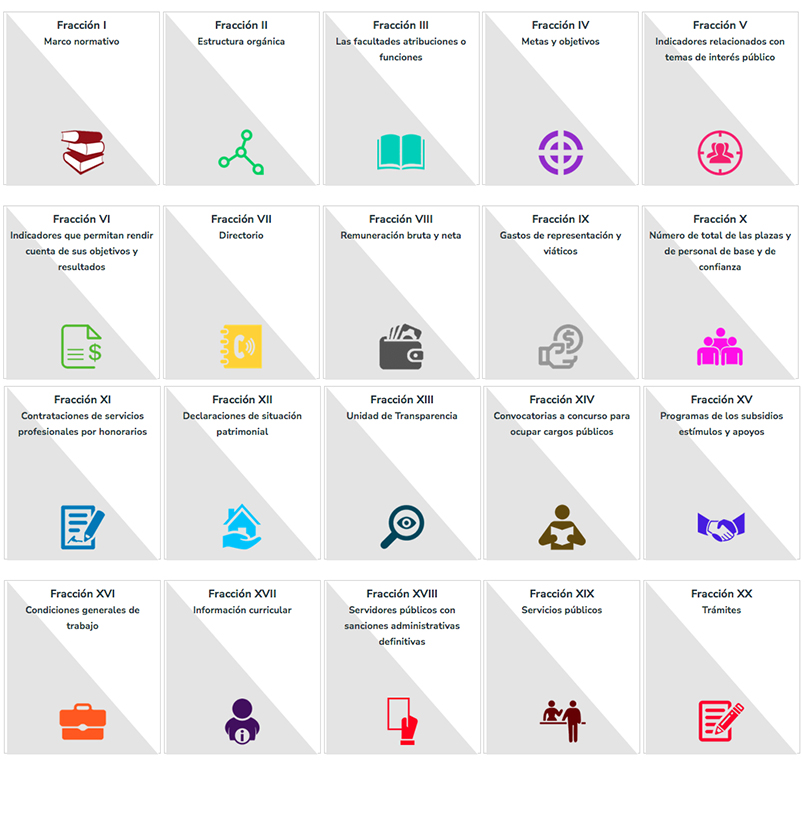 Fracción I
Marco normativo
Fracción II
Estructura orgánica
Fracción III
Las facultades atribuciones o
funciones
Fracción IV
Metas y objetivos
Fracción V
Indicadores relacionados con
temas de interés público
Fracción VI
Indicadores que permitan rendir
cuenta de sus objetivos y
resultados
Fracción VII
Directorio
Fracción VIII
Remuneración bruta y neta
Fracción IX
Gastos de representación y
viáticos
Fracción X
Número de total de las plazas y
de personal de base y de
confianza
Fracción XI
Contrataciones de servicios
profesionales por honorarios
Fracción XII
Declaraciones de situación
patrimonial
Fracción XIII
Unidad de Transparencia
Fracción XIV
Convocatorias a concurso para
ocupar cargos públicos
Fracción XV
Programas de los subsidios
estímulos y apoyos
Fracción XVI
Condiciones generales de
trabajo
Fracción XVII
Información curricular
Fracción XVIII
Servidores públicos con
sanciones administrativas
definitivas
Fracción XIX
Servicios públicos
Fracción XX
Trámites